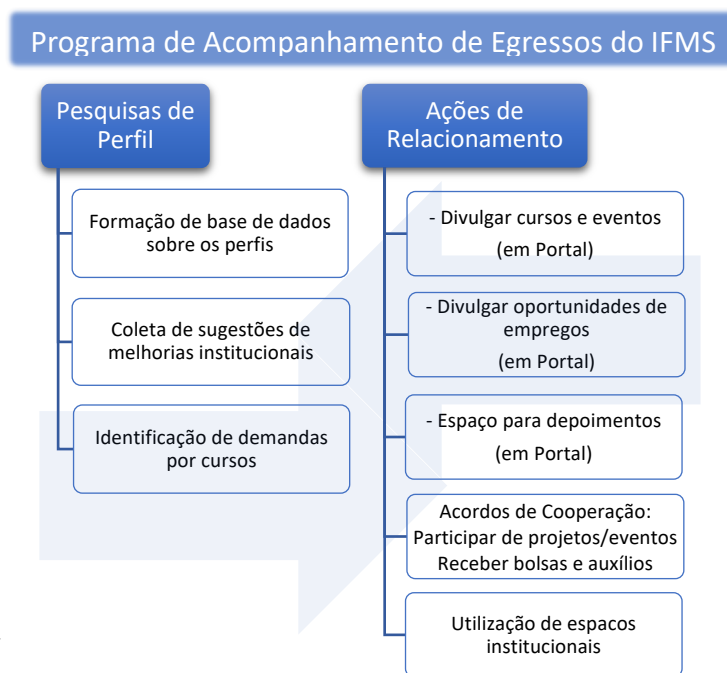 Programa de Acompanhamento de Egressos do IFMS
Pesquisas de
Perfil
Formação de base de dados
sobre os perfis
Coleta de sugestões de
melhorias institucionais
Identificação de demandas
por cursos
Ações de
Relacionamento
- Divulgar cursos e eventos
(em Portal)
- Divulgar oportunidades de
empregos
(em Portal)
- Espaço para depoimentos
(em Portal)
Acordos de Cooperação:
Participar de projetos/eventos
Receber bolsas e auxílios
Utilização de espacos
institucionais